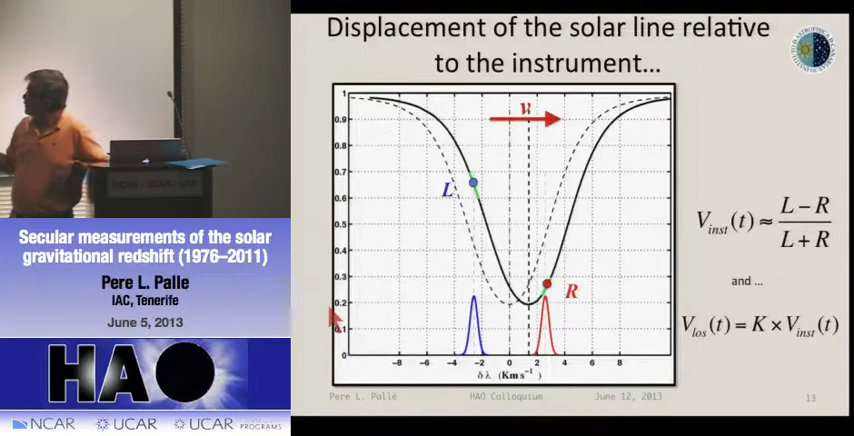 Displacement of the solar line relative
to the instrument...
v
L
R
1
0.9
0.8
0.7
0.6
0.5
0.4
0.3
0.2
0.1
0
-8 -6 -4 -2 0 2 4 6 8
δλ (Km s⁻¹)
V_inst(t) ≈ (L − R) / (L + R)
and ...
V_los(t) = K × V_inst(t)
Pere L. Pallé HAO Colloquium June 12, 2013 13
Secular measurements of the solar
gravitational redshift (1976–2011)
Pere L. Palle
IAC, Tenerife
June 5, 2013
HAO
NCAR UCAR UCAR PROGRAMS